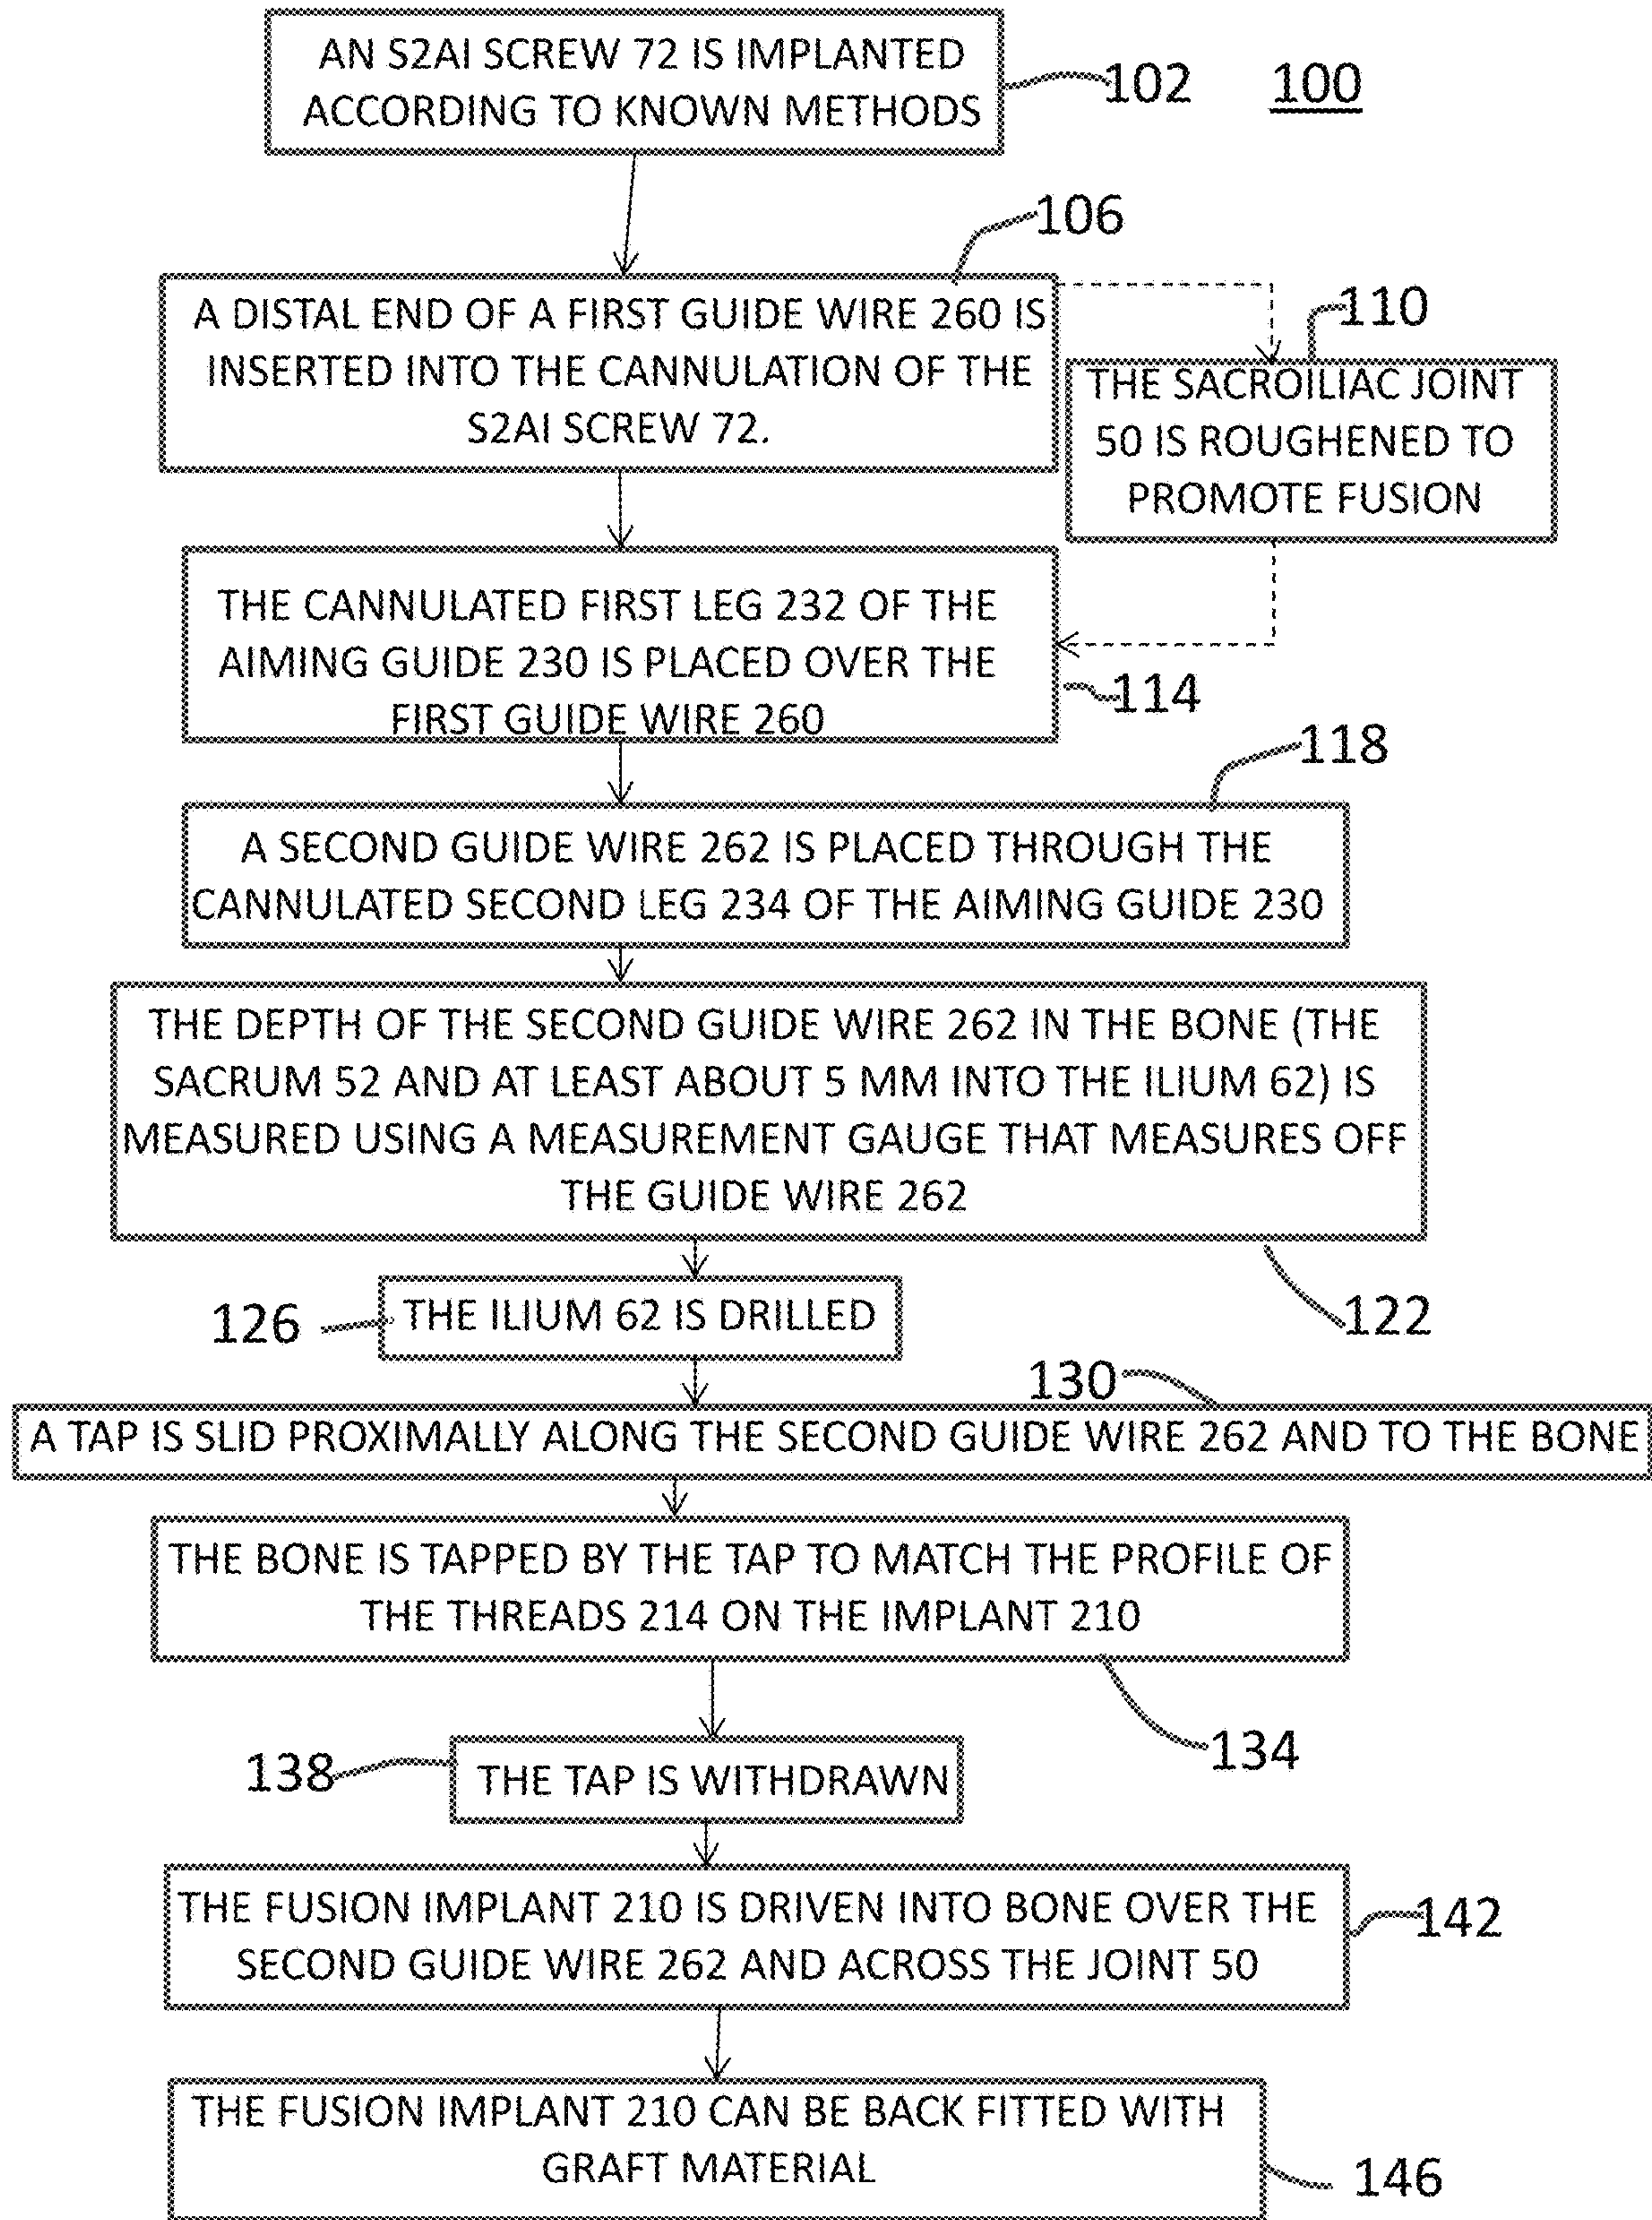 AN S2AI SCREW 72 IS IMPLANTED
ACCORDING TO KNOWN METHODS
102
100
106
A DISTAL END OF A FIRST GUIDE WIRE 260 IS
INSERTED INTO THE CANNULATION OF THE
S2AI SCREW 72.
110
THE SACROILIAC JOINT
50 IS ROUGHENED TO
PROMOTE FUSION
THE CANNULATED FIRST LEG 232 OF THE
AIMING GUIDE 230 IS PLACED OVER THE
FIRST GUIDE WIRE 260
114
118
A SECOND GUIDE WIRE 262 IS PLACED THROUGH THE
CANNULATED SECOND LEG 234 OF THE AIMING GUIDE 230
THE DEPTH OF THE SECOND GUIDE WIRE 262 IN THE BONE (THE
SACRUM 52 AND AT LEAST ABOUT 5 MM INTO THE ILIUM 62) IS
MEASURED USING A MEASUREMENT GAUGE THAT MEASURES OFF
THE GUIDE WIRE 262
122
126
THE ILIUM 62 IS DRILLED
130
A TAP IS SLID PROXIMALLY ALONG THE SECOND GUIDE WIRE 262 AND TO THE BONE
THE BONE IS TAPPED BY THE TAP TO MATCH THE PROFILE OF
THE THREADS 214 ON THE IMPLANT 210
134
138
THE TAP IS WITHDRAWN
THE FUSION IMPLANT 210 IS DRIVEN INTO BONE OVER THE
SECOND GUIDE WIRE 262 AND ACROSS THE JOINT 50
142
THE FUSION IMPLANT 210 CAN BE BACK FITTED WITH
GRAFT MATERIAL
146